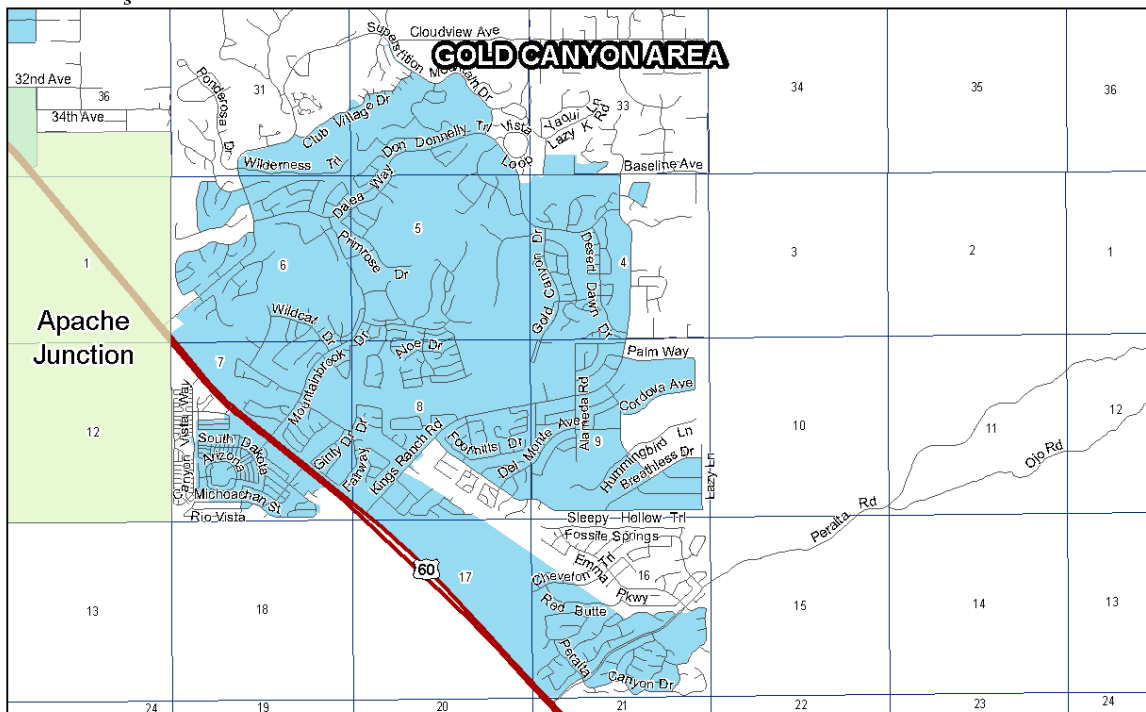 s
Cloudview Ave
GOLD CANYON AREA
Superstition Mountain Dr
32nd Ave
36
31
33
34
35
36
34th Ave
Ponderosa Dr
Club Village Dr
Yaqui Ln
Lazy K Rd
Don Donnelly Trl
Vista
Loop
Wilderness Trl
Baseline Ave
Dalea Way
5
Primrose Dr
1
6
Gold Canyon Dr
Desert Dawn Dr
4
3
2
1
Apache
Junction
Wildcat Dr
Mountainbrook Dr
Aloe Dr
Palm Way
7
Cordova Ave
Alameda Rd
Canyon Vista Way
8
12
South Dakota
Arizona
Ginty Dr
Fairway Dr
Kings Ranch Rd
Foothills Dr
Del Monte Ave
9
Hummingbird Ln
Breathless Dr
Lazy Ln
10
11
12
Ojo Rd
Michoachan St
Rio Vista
Sleepy Hollow Trl
Peralta Rd
Fossile Springs
60
17
Emma Pkwy
Chevelon Trl
16
13
18
Red Butte
15
14
13
Peralta
Canyon Dr
24
19
20
21
22
23
24